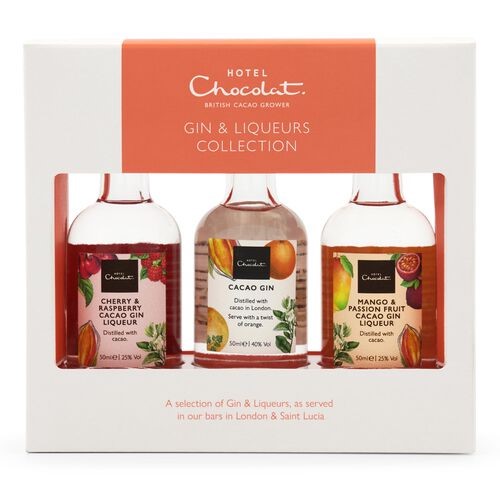 HOTEL
Chocolat.
BRITISH CACAO GROWER
GIN & LIQUEURS
COLLECTION
HOTEL
Chocolat.
CHERRY &
RASPBERRY
CACAO GIN
LIQUEUR
Distilled with
cacao.
50ml℮ | 25% Vol
HOTEL
Chocolat.
CACAO GIN
Distilled with
cacao in London.
Serve with a twist
of orange.
50ml℮ | 40% Vol
HOTEL
Chocolat.
MANGO &
PASSION FRUIT
CACAO GIN
LIQUEUR
Distilled with
cacao.
50ml℮ | 25% Vol
A selection of Gin & Liqueurs, as served
in our bars in London & Saint Lucia